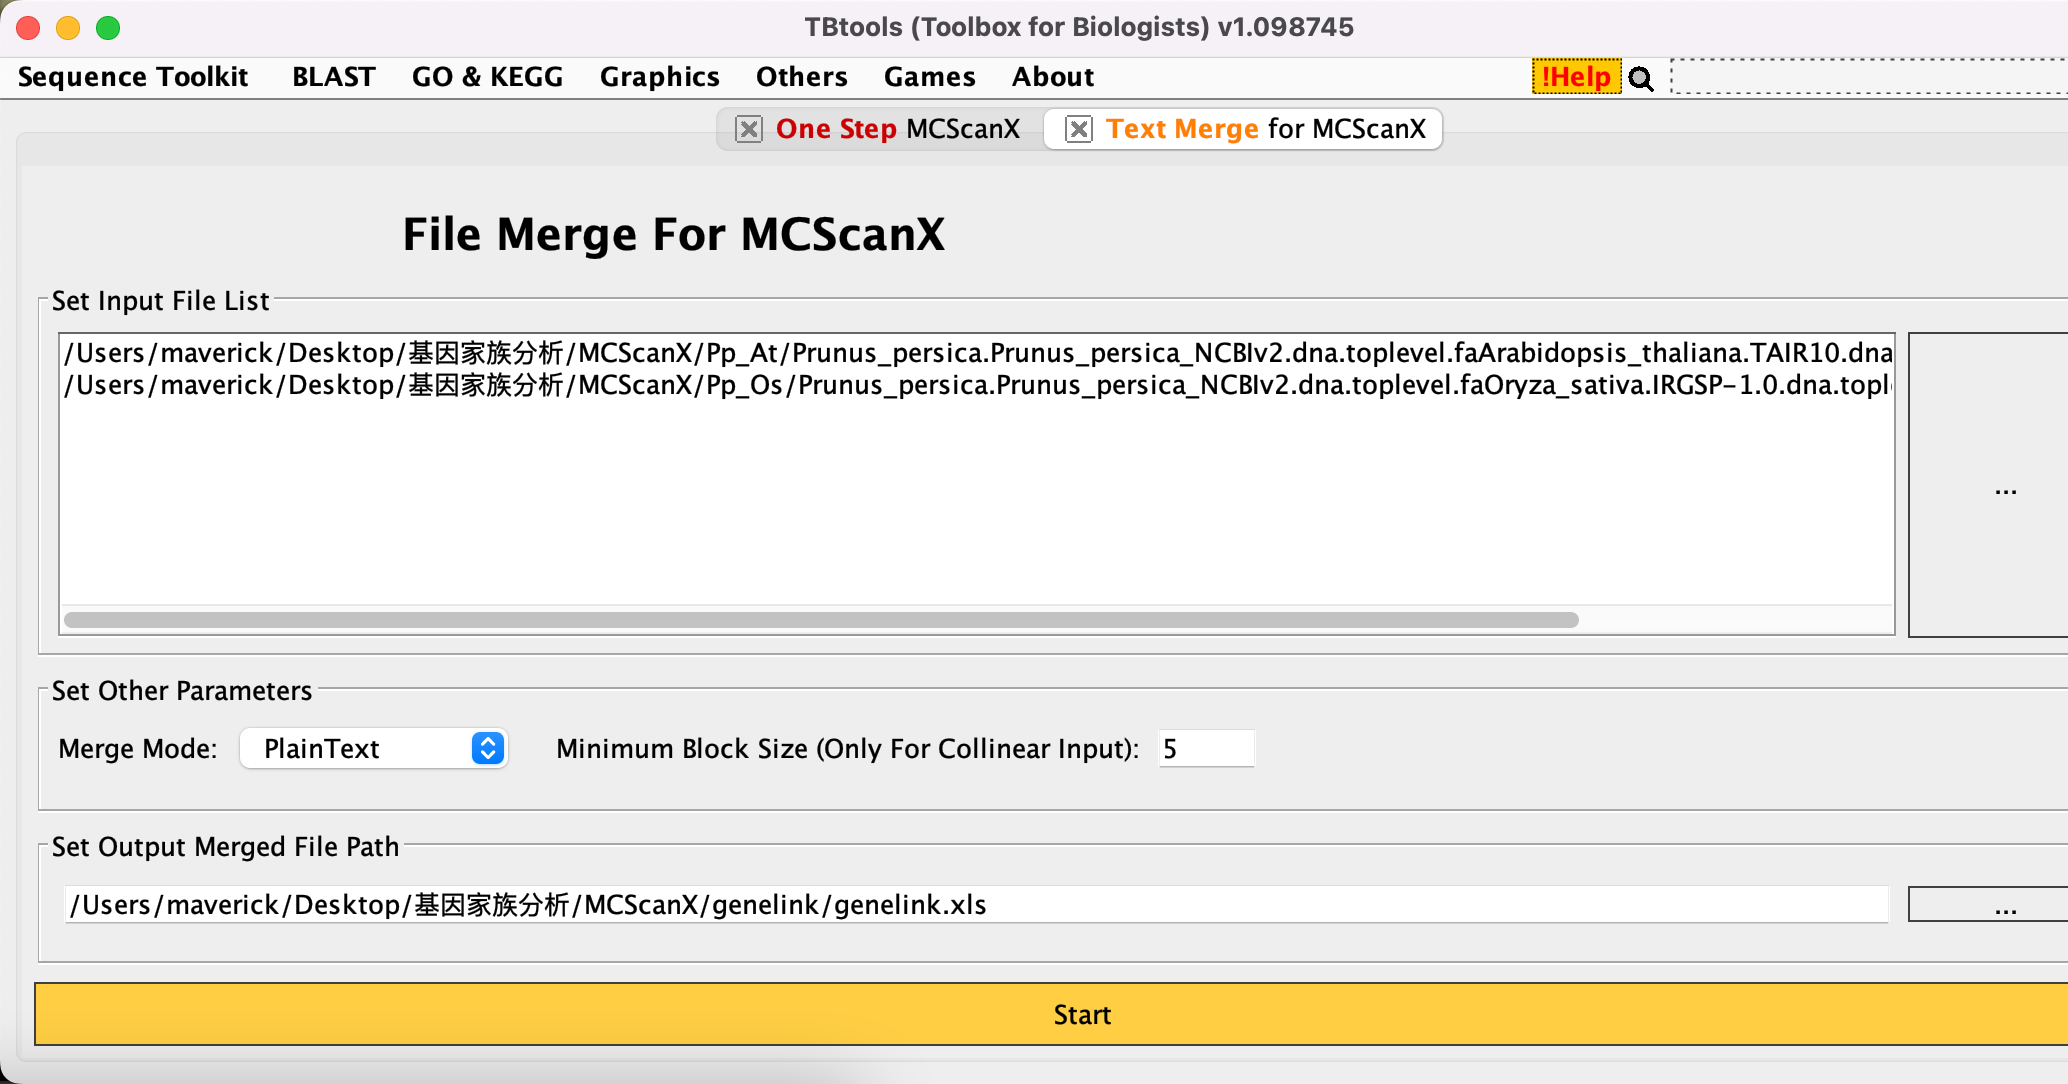 TBtools (Toolbox for Biologists) v1.098745
Sequence Toolkit BLAST GO & KEGG Graphics Others Games About !Help
One Step MCScanX Text Merge for MCScanX
File Merge For MCScanX
Set Input File List
/Users/maverick/Desktop/基因家族分析/MCScanX/Pp_At/Prunus_persica.Prunus_persica_NCBIv2.dna.toplevel.faArabidopsis_thaliana.TAIR10.dna
/Users/maverick/Desktop/基因家族分析/MCScanX/Pp_Os/Prunus_persica.Prunus_persica_NCBIv2.dna.toplevel.faOryza_sativa.IRGSP-1.0.dna.topl
...
Set Other Parameters
Merge Mode: PlainText Minimum Block Size (Only For Collinear Input): 5
Set Output Merged File Path
/Users/maverick/Desktop/基因家族分析/MCScanX/genelink/genelink.xls ...
Start